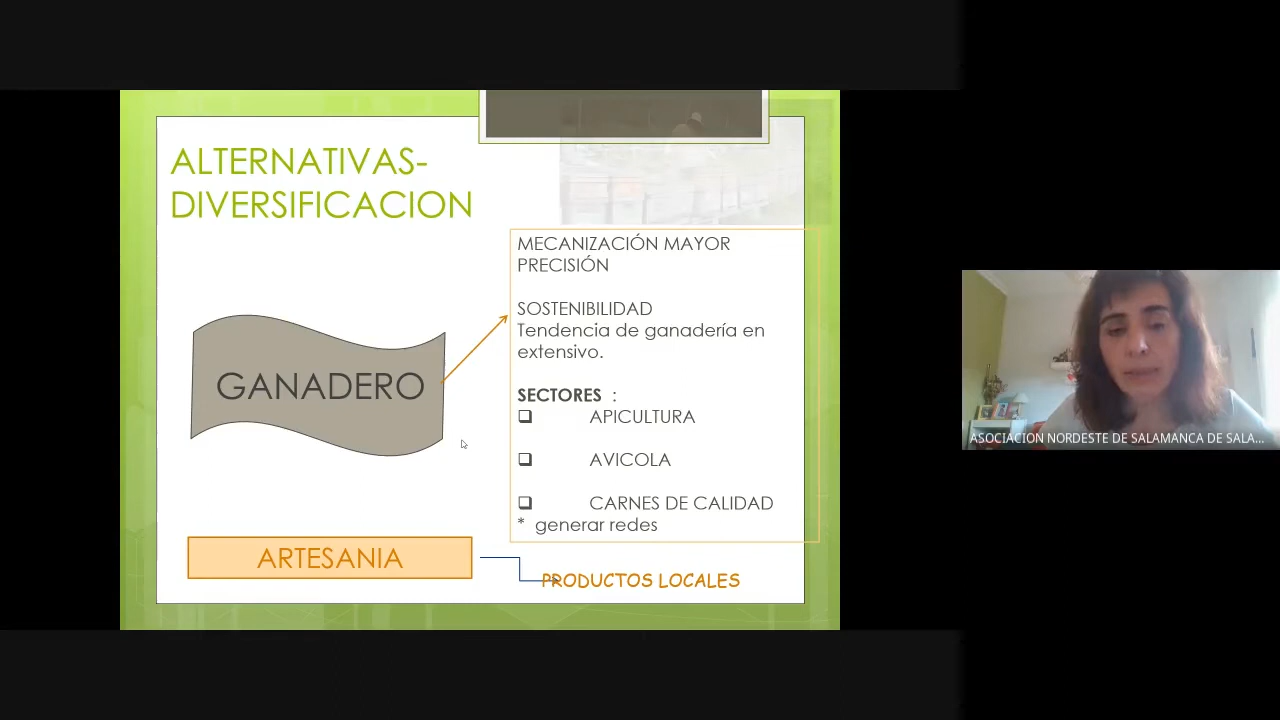 ALTERNATIVAS-
DIVERSIFICACION
MECANIZACIÓN MAYOR
PRECISIÓN
SOSTENIBILIDAD
Tendencia de ganadería en
extensivo.
GANADERO
SECTORES :
APICULTURA
AVICOLA
CARNES DE CALIDAD
* generar redes
ARTESANIA
PRODUCTOS LOCALES
ASOCIACION NORDESTE DE SALAMANCA DE SALA...